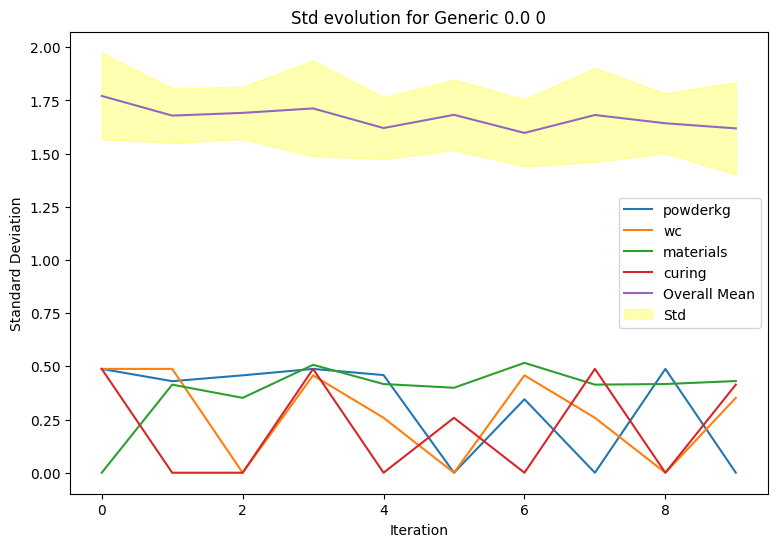 Std evolution for Generic 0.0 0
Standard Deviation
2.00
1.75
1.50
1.25
1.00
0.75
0.50
0.25
0.00
powderkg
wc
materials
curing
Overall Mean
Std
0 2 4 6 8
Iteration